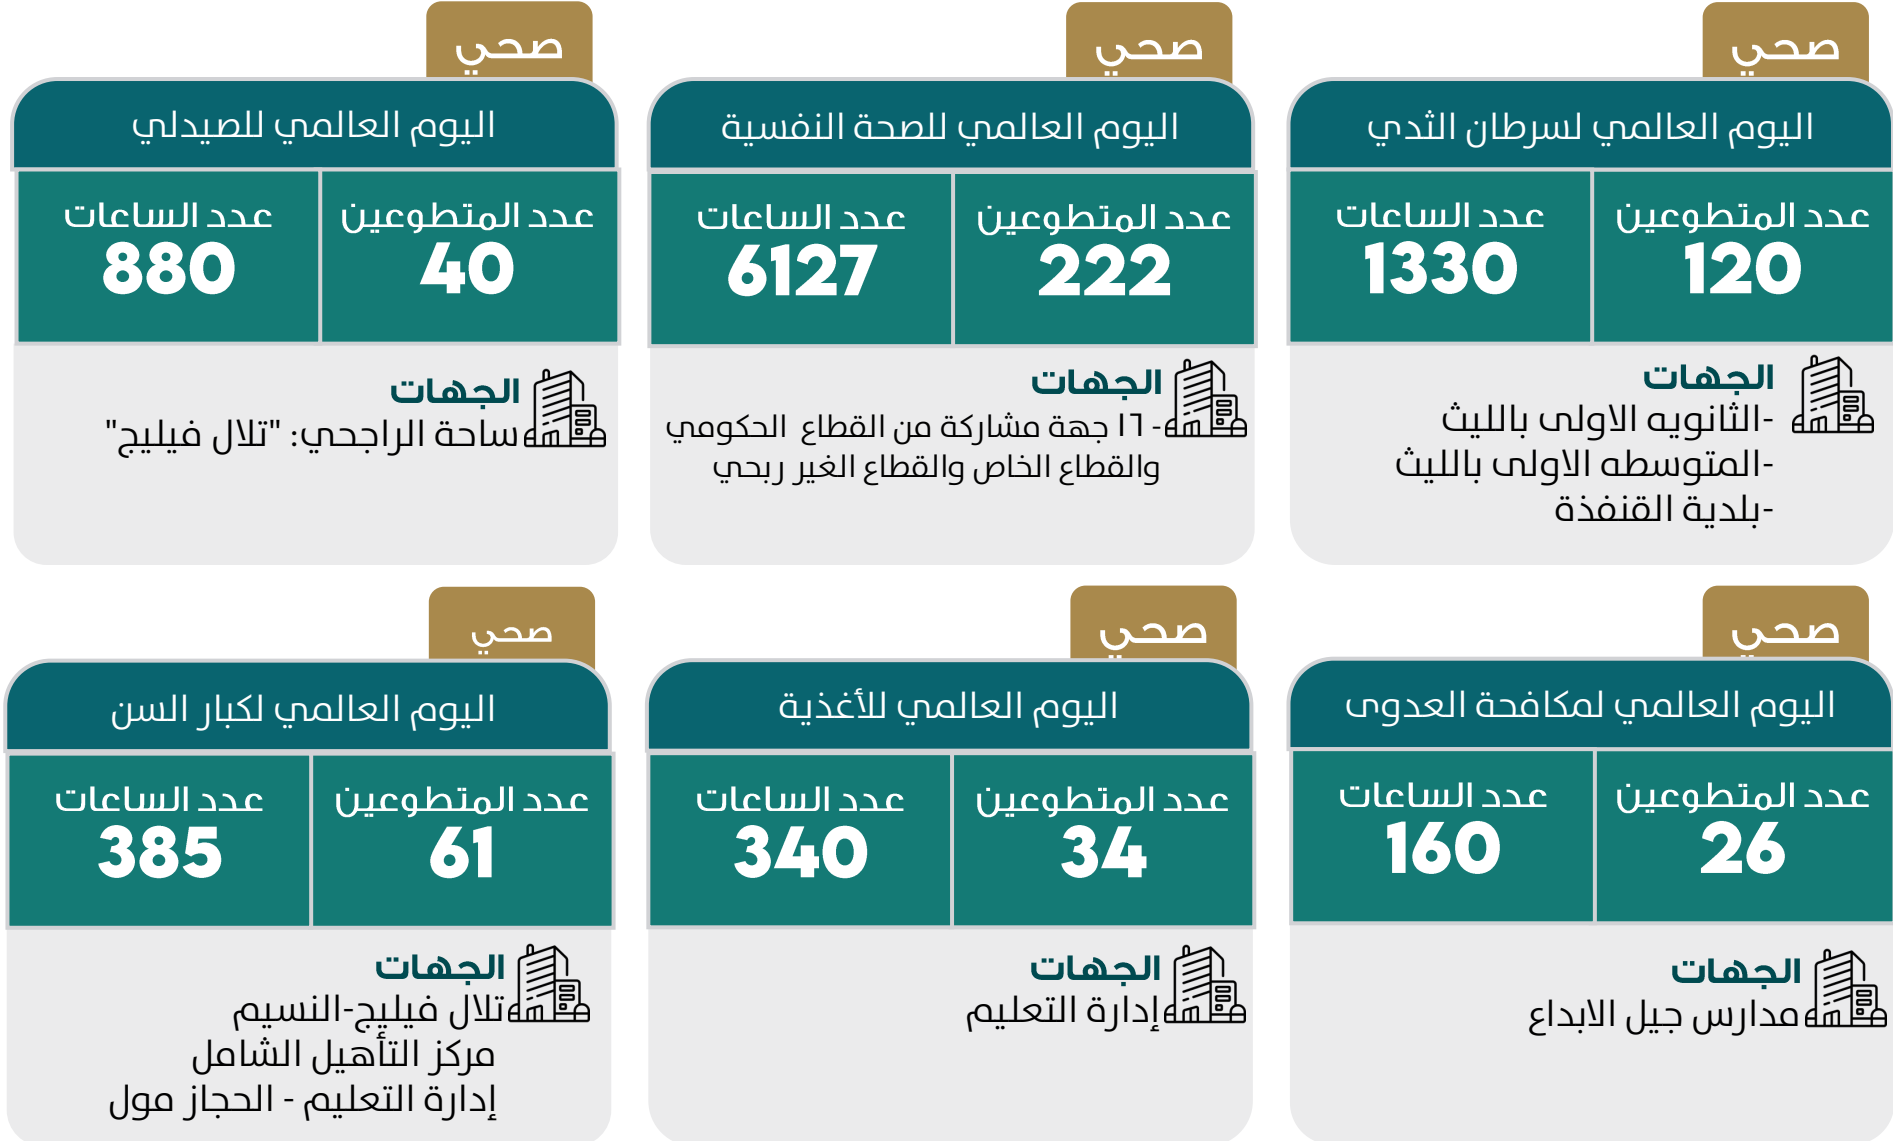 صحي
اليوم العالمي لسرطان الثدي
عدد المتطوعين
120
عدد الساعات
1330
الجهات
-الثانويه الاولى بالليث
-المتوسطه الاولى بالليث
-بلدية القنفذة
صحي
اليوم العالمي للصحة النفسية
عدد المتطوعين
222
عدد الساعات
6127
الجهات
- ١٦ جهة مشاركة من القطاع الحكومي
والقطاع الخاص والقطاع الغير ربحي
صحي
اليوم العالمي للصيدلي
عدد المتطوعين
40
عدد الساعات
880
الجهات
ساحة الراجحي: "تلال فيليج"
صحي
اليوم العالمي لمكافحة العدوى
عدد المتطوعين
26
عدد الساعات
160
الجهات
مدارس جيل الابداع
صحي
اليوم العالمي للأغذية
عدد المتطوعين
34
عدد الساعات
340
الجهات
إدارة التعليم
صحي
اليوم العالمي لكبار السن
عدد المتطوعين
61
عدد الساعات
385
الجهات
تلال فيليج-النسيم
مركز التأهيل الشامل
إدارة التعليم - الحجاز مول